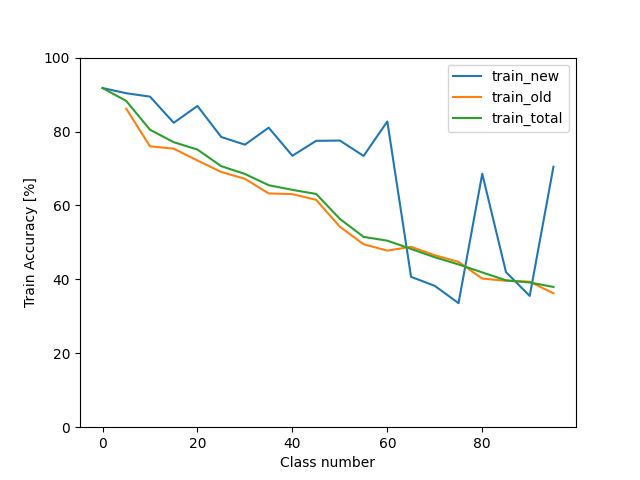 100
80
60
40
20
0
Train Accuracy [%]
train_new
train_old
train_total
0 20 40 60 80
Class number